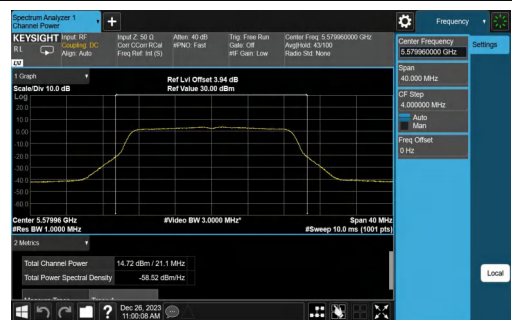 Spectrum Analyzer 1
Channel Power
Frequency
KEYSIGHT
Input: RF
Coupling: DC
Align: Auto
R L
Input Z: 50 Ω
Corr CCorr RCal
Freq Ref: Int (S)
Atten: 40 dB
#PNO: Fast
Trig: Free Run
Gate: Off
#IF Gain: Low
Center Freq: 5.579960000 GHz
Avg|Hold: 43/100
Radio Std: None
Center Frequency
5.579960000 GHz
Settings
Span
40.000 MHz
CF Step
4.000000 MHz
Auto
Man
Freq Offset
0 Hz
Local
1 Graph
Scale/Div 10.0 dB
Ref Lvl Offset 3.94 dB
Ref Value 30.00 dBm
Log
20.0
10.0
0.00
-10.0
-20.0
-30.0
-40.0
-50.0
-60.0
Center 5.57996 GHz
#Res BW 1.0000 MHz
#Video BW 3.0000 MHz*
Span 40 MHz
#Sweep 10.0 ms (1001 pts)
2 Metrics
Total Channel Power 14.72 dBm / 21.1 MHz
Total Power Spectral Density -58.52 dBm/Hz
?
Dec 26, 2023
11:00:08 AM